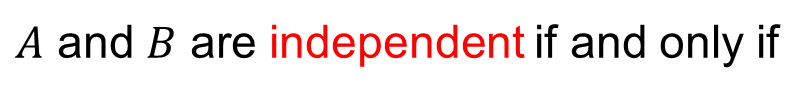 A and B are independent if and only if